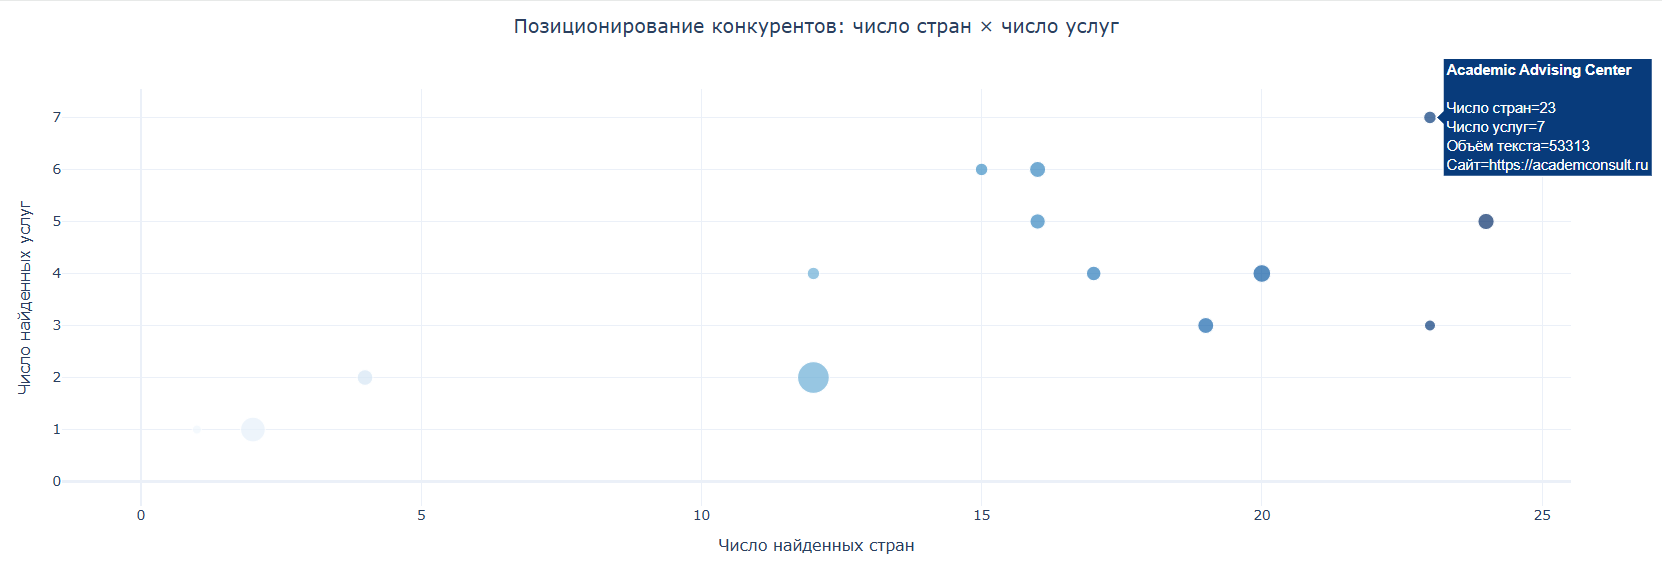 Позиционирование конкурентов: число стран × число услуг
Academic Advising Center
Число стран=23
Число услуг=7
Объём текста=53313
Сайт=https://academconsult.ru
Число найденных услуг
7
6
5
4
3
2
1
0
0 5 10 15 20 25
Число найденных стран